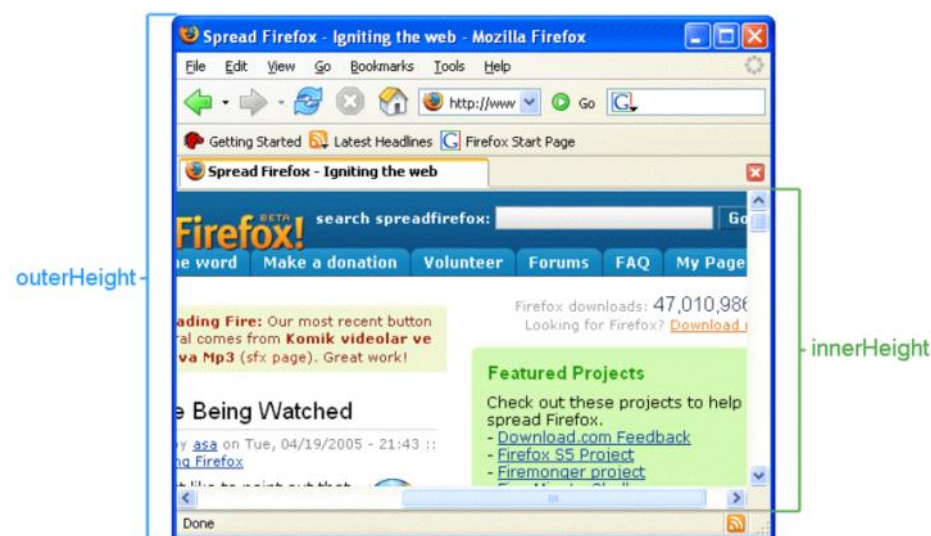 Spread Firefox - Igniting the web - Mozilla Firefox
File Edit View Go Bookmarks Tools Help
http://www Go G
Getting Started Latest Headlines G Firefox Start Page
Spread Firefox - Igniting the web
Firefox! BETA search spreadfirefox: Go
ne word Make a donation Volunteer Forums FAQ My Page
outerHeight
Firefox downloads: 47,010,986
Looking for Firefox? Download
ading Fire: Our most recent button
ral comes from Komik videolar ve
va Mp3 (sfx page). Great work!
innerHeight
Featured Projects
Check out these projects to help
spread Firefox.
- Download.com Feedback
- Firefox S5 Project
- Firemonger project
e Being Watched
by asa on Tue, 04/19/2005 - 21:43 ::
ng Firefox
Done